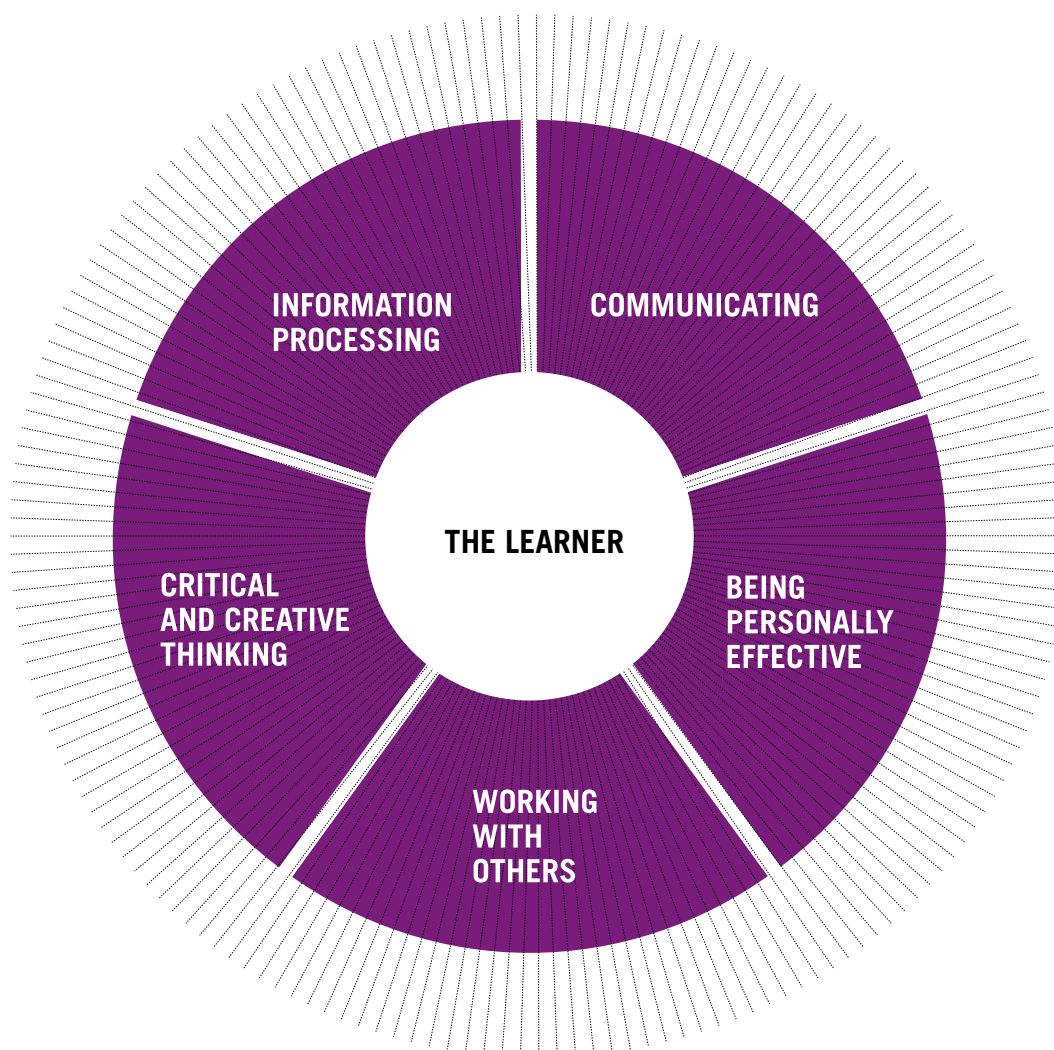 INFORMATION
PROCESSING
COMMUNICATING
THE LEARNER
CRITICAL
AND CREATIVE
THINKING
BEING
PERSONALLY
EFFECTIVE
WORKING
WITH
OTHERS